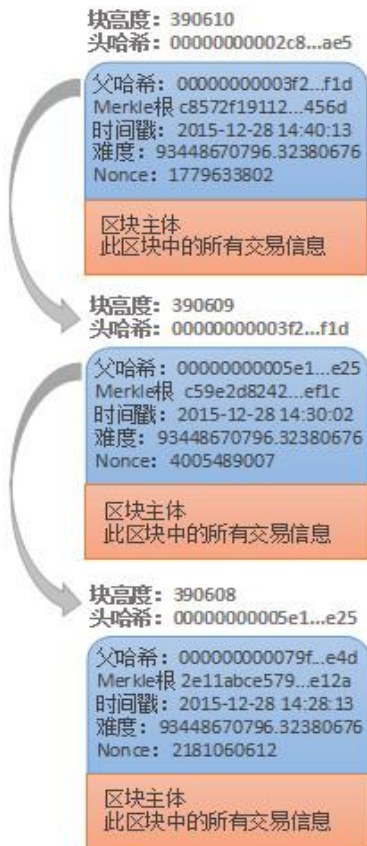 块高度：390610
头哈希：00000000002c8...ae5
父哈希：00000000003f2...f1d
Merkle根 c8572f19112...456d
时间戳：2015-12-28 14:40:13
难度：93448670796.32380676
Nonce：1779633802
区块主体
此区块中的所有交易信息
块高度：390609
头哈希：00000000003f2...f1d
父哈希：00000000005e1...e25
Merkle根 c59e2d8242...ef1c
时间戳：2015-12-28 14:30:02
难度：93448670796.32380676
Nonce：4005489007
区块主体
此区块中的所有交易信息
块高度：390608
头哈希：00000000005e1...e25
父哈希：000000000079f...e4d
Merkle根 2e11abce579...e12a
时间戳：2015-12-28 14:28:13
难度：93448670796.32380676
Nonce：2181060612
区块主体
此区块中的所有交易信息